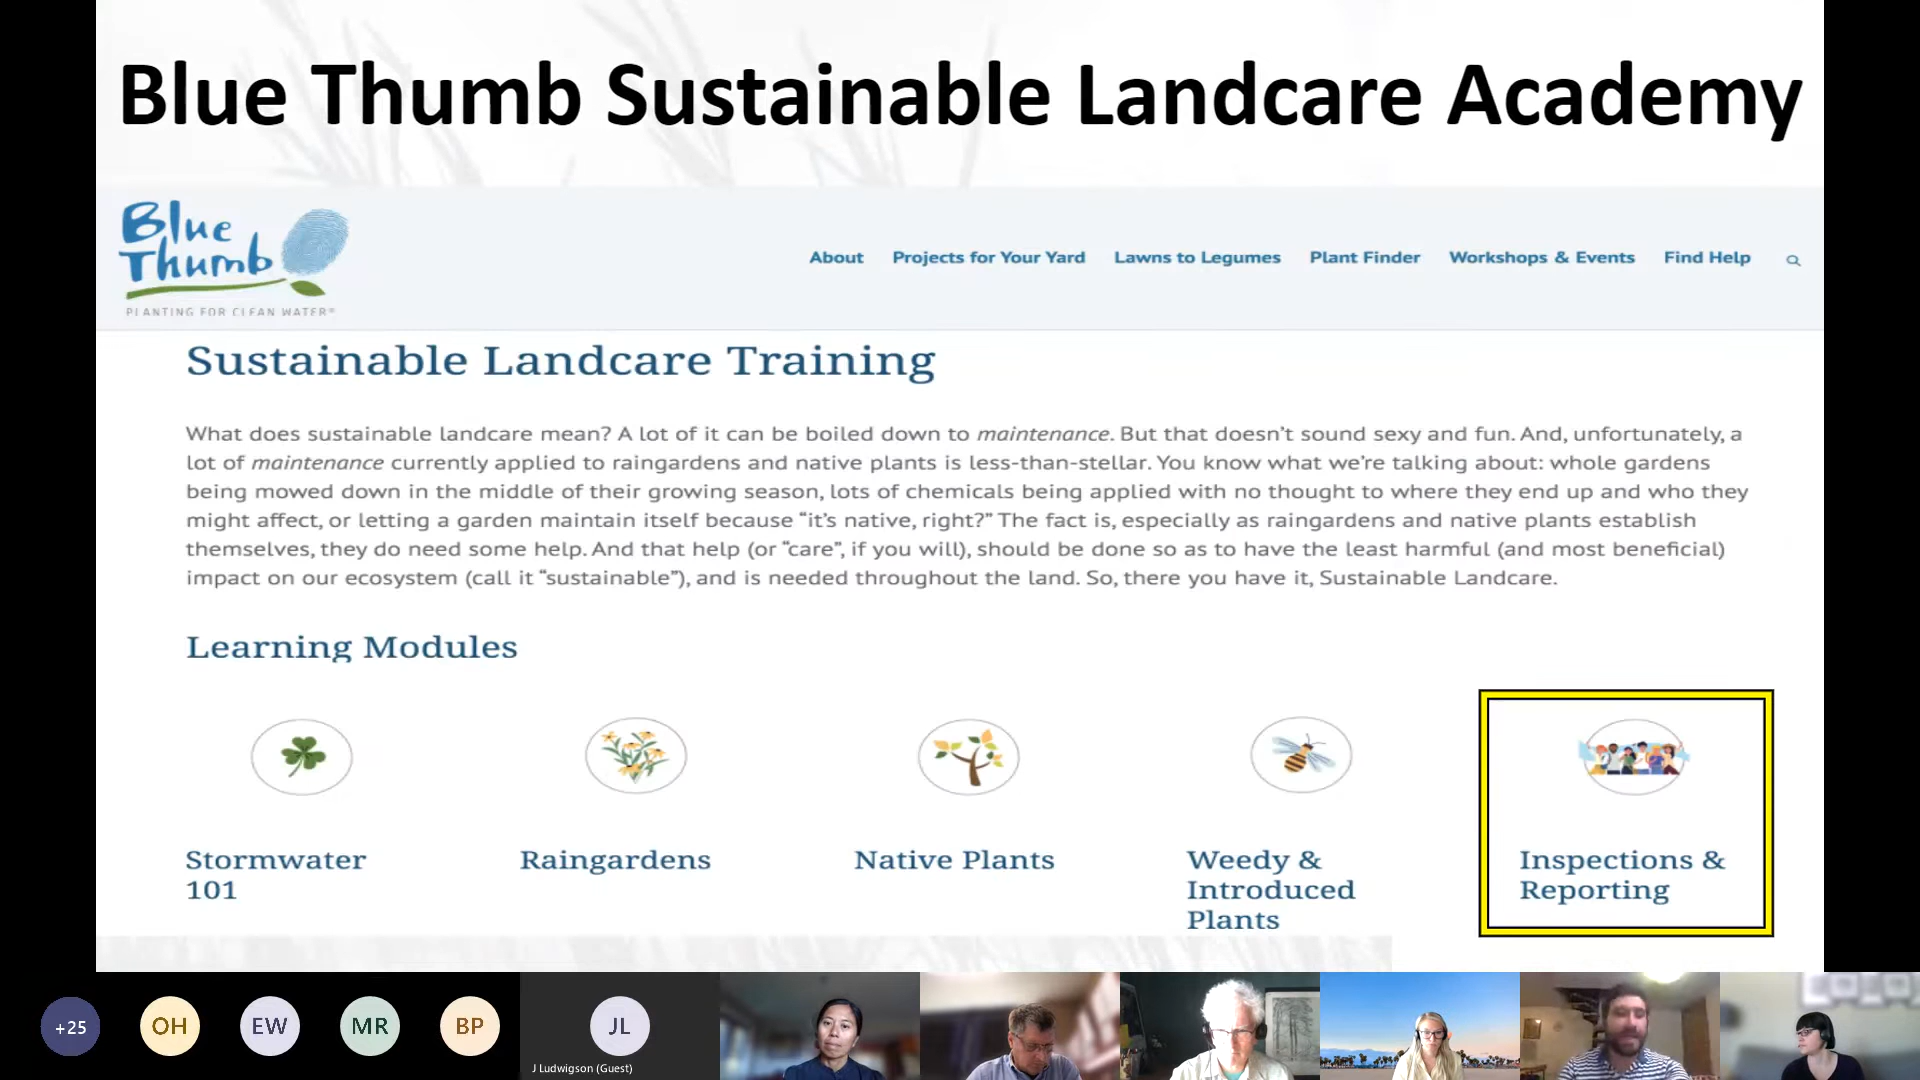 Blue Thumb Sustainable Landcare Academy
Blue
Thumb
PLANTING FOR CLEAN WATER®
About Projects for Your Yard Lawns to Legumes Plant Finder Workshops & Events Find Help
Sustainable Landcare Training
What does sustainable landcare mean? A lot of it can be boiled down to maintenance. But that doesn’t sound sexy and fun. And, unfortunately, a
lot of maintenance currently applied to raingardens and native plants is less-than-stellar. You know what we’re talking about: whole gardens
being mowed down in the middle of their growing season, lots of chemicals being applied with no thought to where they end up and who they
might affect, or letting a garden maintain itself because “it’s native, right?” The fact is, especially as raingardens and native plants establish
themselves, they do need some help. And that help (or “care”, if you will), should be done so as to have the least harmful (and most beneficial)
impact on our ecosystem (call it “sustainable”), and is needed throughout the land. So, there you have it, Sustainable Landcare.
Learning Modules
Stormwater
101
Raingardens
Native Plants
Weedy &
Introduced
Plants
Inspections &
Reporting
+25
OH
EW
MR
BP
JL
J Ludwigson (Guest)